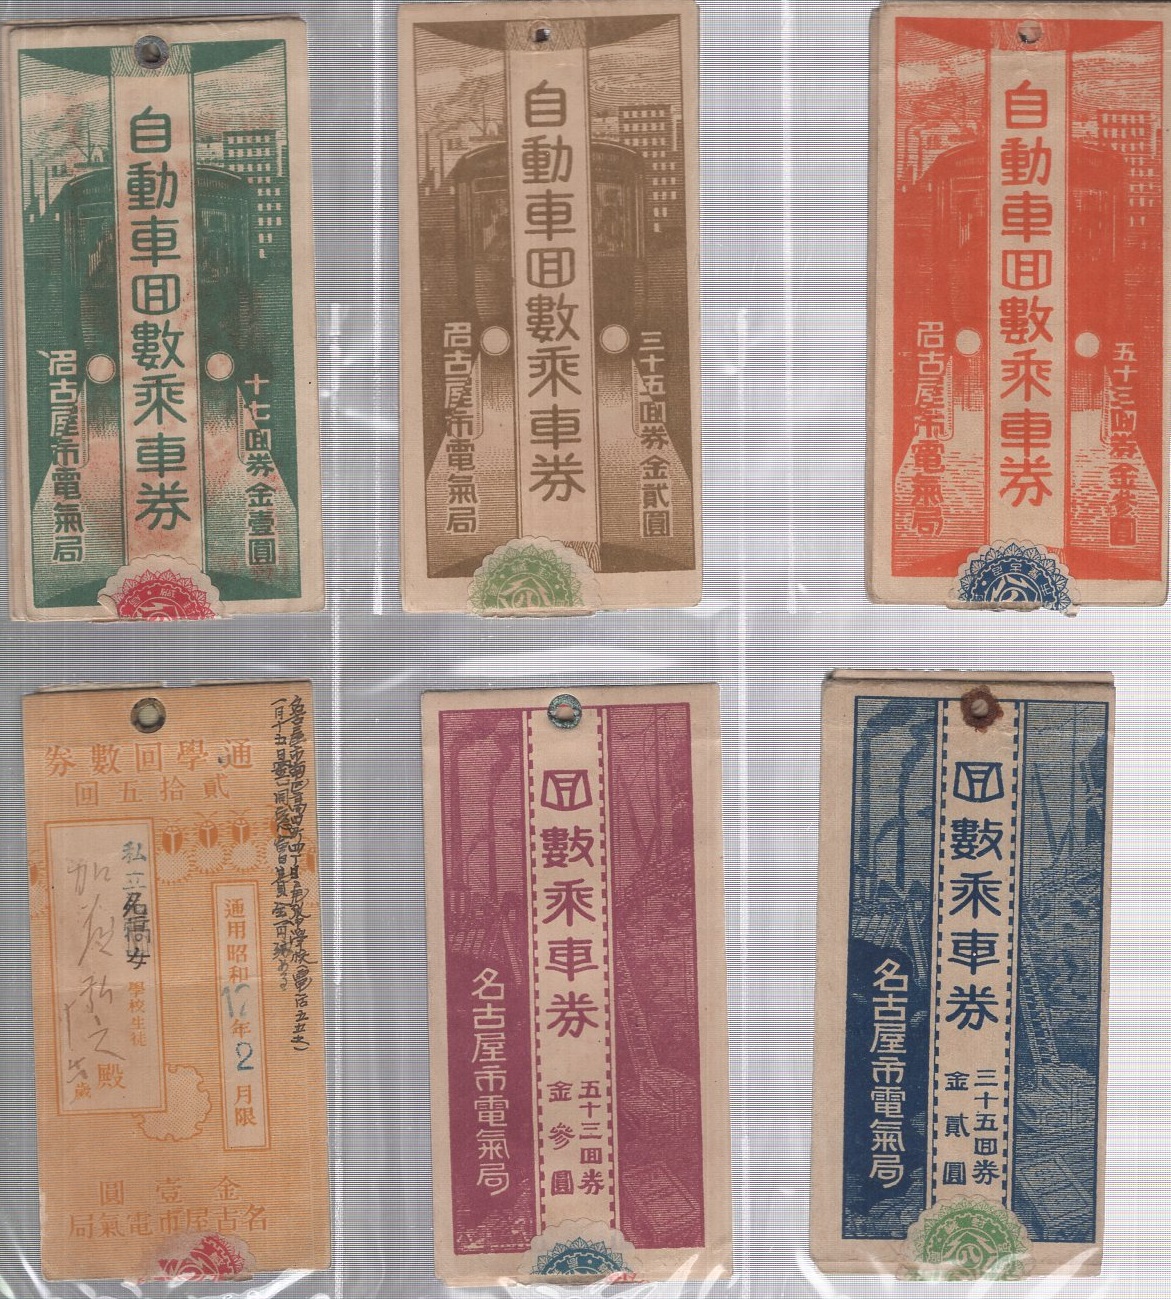 自動車回數乘車券
十七回券金壹圓
名古屋市電氣局
自動車回數乘車券
三十五回券金貳圓
名古屋市電氣局
自動車回數乘車券
五十三回券金參圓
名古屋市電氣局
通學回數券
貳拾五回
通用昭和17年2月限
私立
學校生徒
殿
歲
金壹圓
名古屋市電氣局
回數乘車券
五十三回券
金參圓
名古屋市電氣局
回數乘車券
三十五回券
金貳圓
名古屋市電氣局